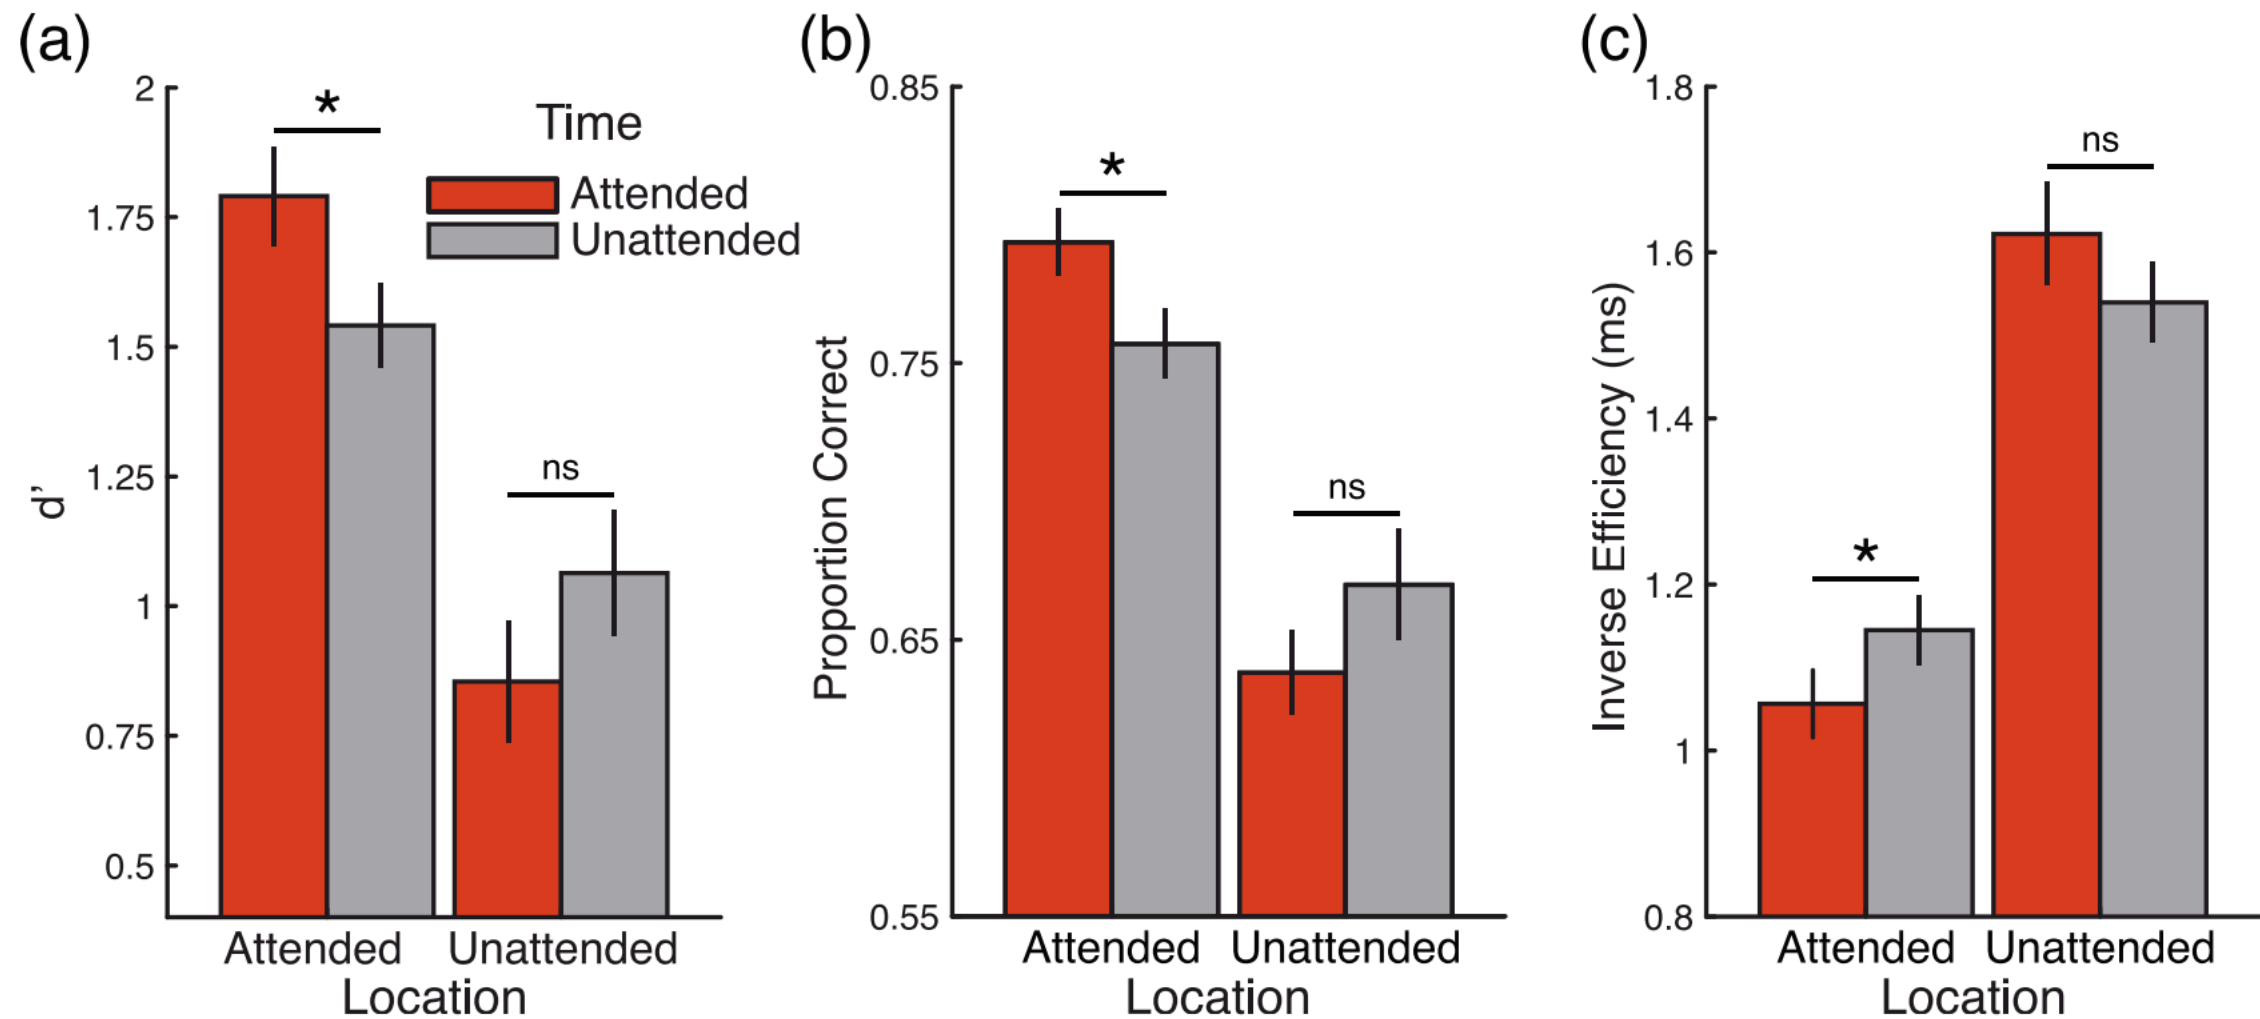 (a)
2
1.75
1.5
1.25
1
0.75
0.5
d’
*
ns
Time
Attended
Unattended
Attended Unattended
Location
(b)
0.85
0.75
0.65
0.55
Proportion Correct
*
ns
Attended Unattended
Location
(c)
1.8
1.6
1.4
1.2
1
0.8
Inverse Efficiency (ms)
*
ns
Attended Unattended
Location